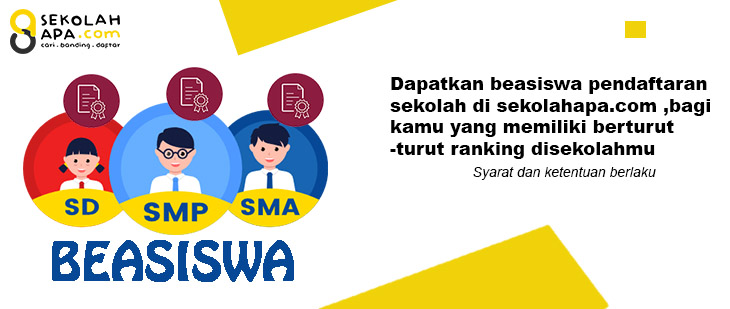 SEKOLAH
APA.com
cari . banding . daftar
Dapatkan beasiswa pendaftaran
sekolah di sekolahapa.com ,bagi
kamu yang memiliki berturut
-turut ranking disekolahmu
Syarat dan ketentuan berlaku
SD
SMP
SMA
BEASISWA